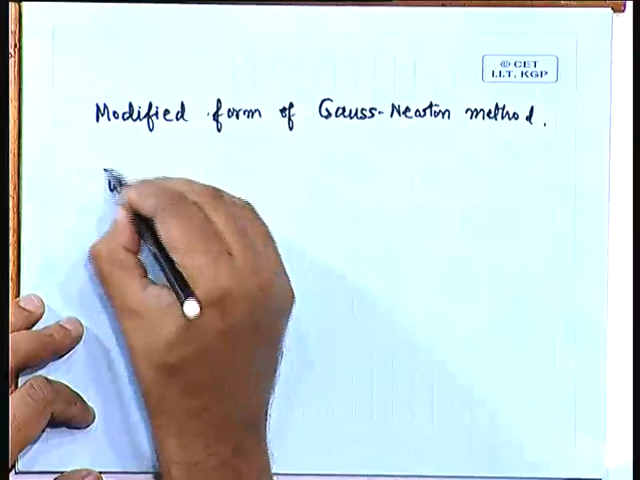 © CET
I.I.T. KGP
Modified form of Gauss-Newton method.